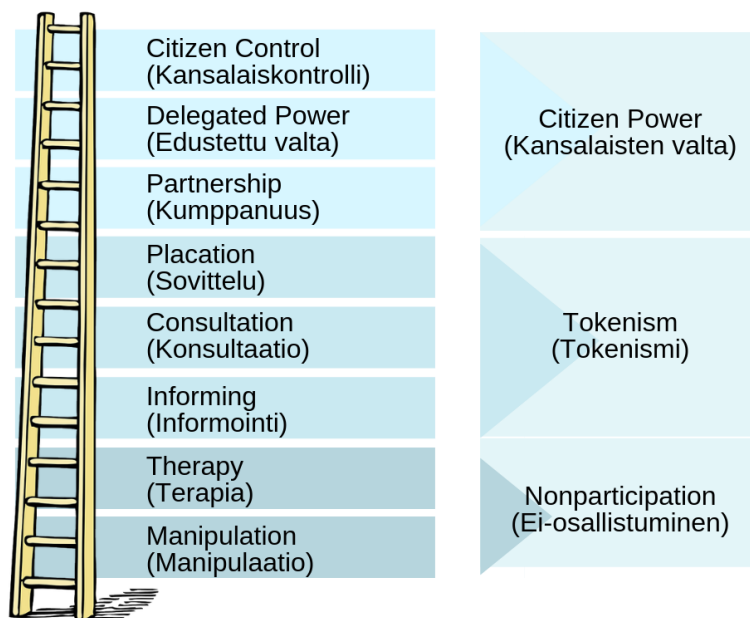 Citizen Control
(Kansalaiskontrolli)
Delegated Power
(Edustettu valta)
Partnership
(Kumppanuus)
Placation
(Sovittelu)
Consultation
(Konsultaatio)
Informing
(Informointi)
Therapy
(Terapia)
Manipulation
(Manipulaatio)
Citizen Power
(Kansalaisten valta)
Tokenism
(Tokenismi)
Nonparticipation
(Ei-osallistuminen)